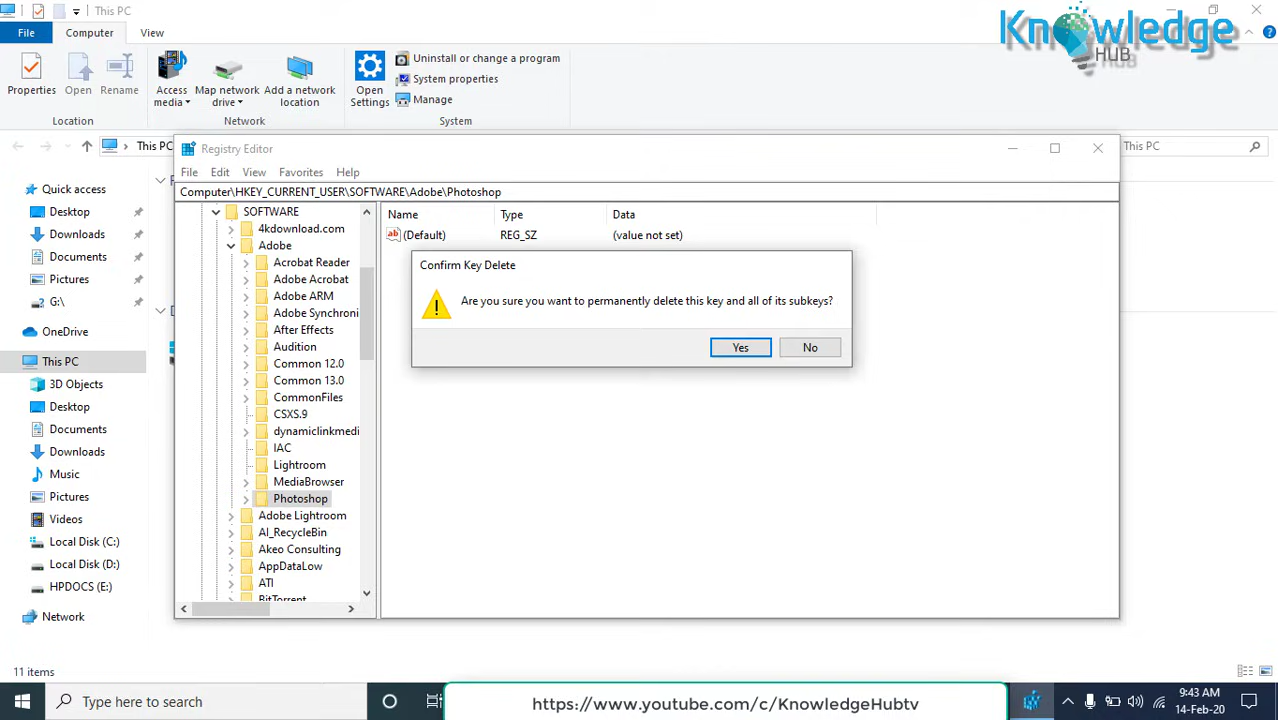 This PC
File
Computer
View
Knowledge
HUB
Properties
Open
Rename
Access
media
Map network
drive
Add a network
location
Open
Settings
Uninstall or change a program
System properties
Manage
Location
Network
System
This PC
This PC
Registry Editor
File
Edit
View
Favorites
Help
Computer\HKEY_CURRENT_USER\SOFTWARE\Adobe\Photoshop
Quick access
Desktop
Downloads
Documents
Pictures
G:\
OneDrive
This PC
3D Objects
Desktop
Documents
Downloads
Music
Pictures
Videos
Local Disk (C:)
Local Disk (D:)
HPDOCS (E:)
Network
SOFTWARE
4kdownload.com
Adobe
Acrobat Reader
Adobe Acrobat
Adobe ARM
Adobe Synchroni
After Effects
Audition
Common 12.0
Common 13.0
CommonFiles
CSXS.9
dynamiclinkmedi
IAC
Lightroom
MediaBrowser
Photoshop
Adobe Lightroom
AI_RecycleBin
Akeo Consulting
AppDataLow
ATI
BitTorrent
Name
Type
Data
ab (Default)
REG_SZ
(value not set)
Confirm Key Delete
Are you sure you want to permanently delete this key and all of its subkeys?
Yes
No
11 items
Type here to search
https://www.youtube.com/c/KnowledgeHubtv
9:43 AM
14-Feb-20